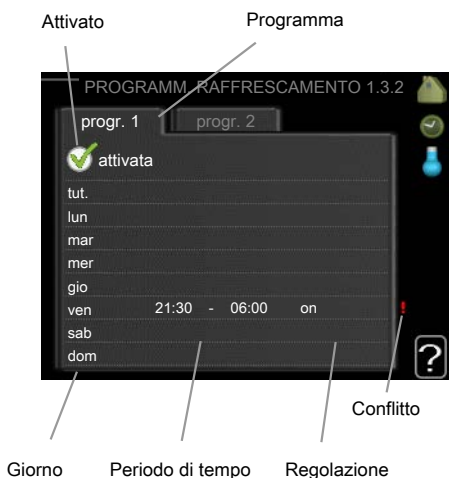 Attivato Programma
PROGRAMM. RAFFRESCAMENTO 1.3.2
progr. 1 progr. 2
attivata
tut.
lun
mar
mer
gio
ven 21:30 - 06:00 on !
sab
dom
?
Conflitto
Giorno Periodo di tempo Regolazione